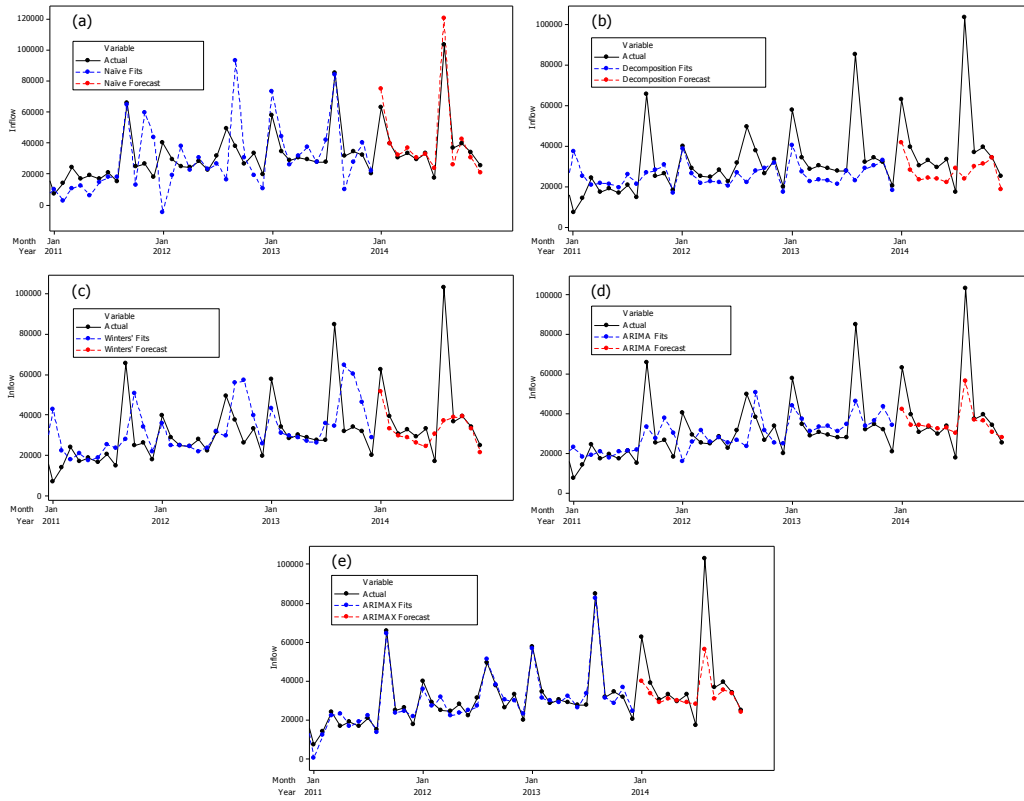 (a)
Variable
Actual
Naïve Fits
Naïve Forecast
Inflow
120000
100000
80000
60000
40000
20000
0
Month Jan Jan Jan Jan
Year 2011 2012 2013 2014
(b)
Variable
Actual
Decomposition Fits
Decomposition Forecast
Inflow
100000
80000
60000
40000
20000
0
Month Jan Jan Jan Jan
Year 2011 2012 2013 2014
(c)
Variable
Actual
Winters' Fits
Winters' Forecast
Inflow
100000
80000
60000
40000
20000
0
Month Jan Jan Jan Jan
Year 2011 2012 2013 2014
(d)
Variable
Actual
ARIMA Fits
ARIMA Forecast
Inflow
100000
80000
60000
40000
20000
0
Month Jan Jan Jan Jan
Year 2011 2012 2013 2014
(e)
Variable
Actual
ARIMAX Fits
ARIMAX Forecast
Inflow
100000
80000
60000
40000
20000
0
Month Jan Jan Jan Jan
Year 2011 2012 2013 2014